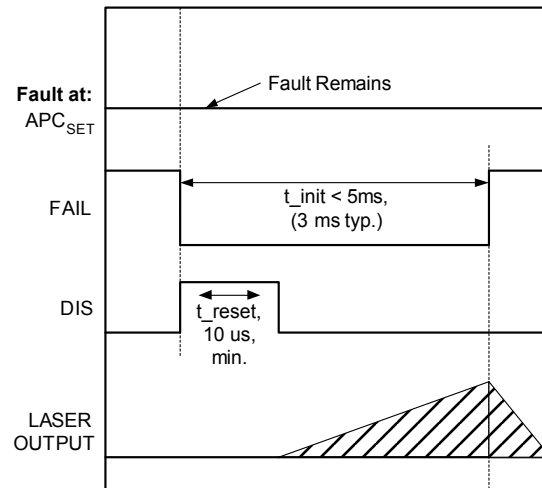 Fault at:
APCSET
Fault Remains
FAIL
t_init < 5ms,
(3 ms typ.)
DIS
t_reset,
10 us,
min.
LASER
OUTPUT